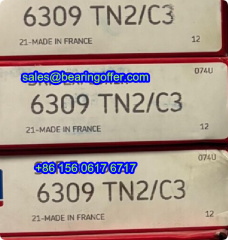 6309 TN2/C3
21-MADE IN FRANCE 12
sales@bearingoffer.com 074U
6309 TN2/C3
21-MADE IN FRANCE 12
074U
+86 156 0617 6717
6309 TN2/C3
21-MADE IN FRANCE 12